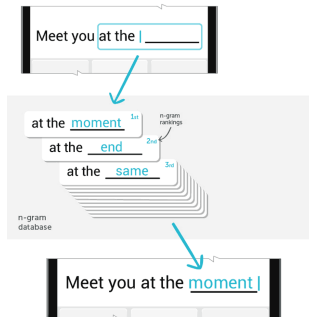 Meet you at the
at the moment 1st
n-gram
rankings
at the end 2nd
at the same 3rd
n-gram
database
Meet you at the moment